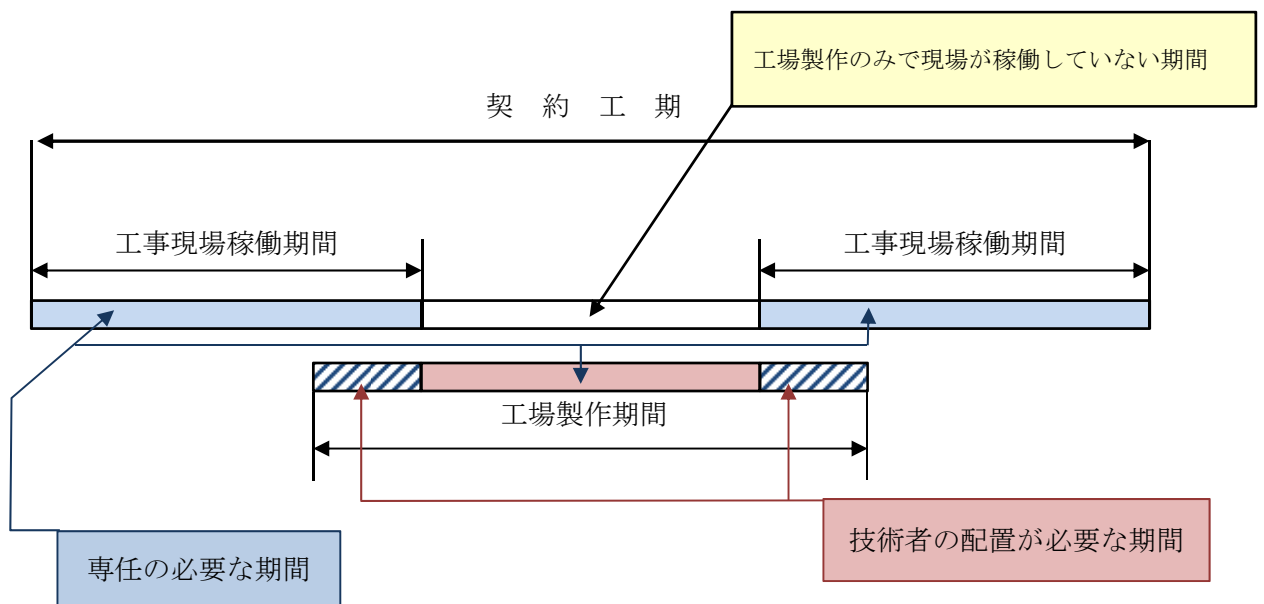 工場製作のみで現場が稼働していない期間
契約工期
工事現場稼働期間
工事現場稼働期間
工場製作期間
技術者の配置が必要な期間
専任の必要な期間